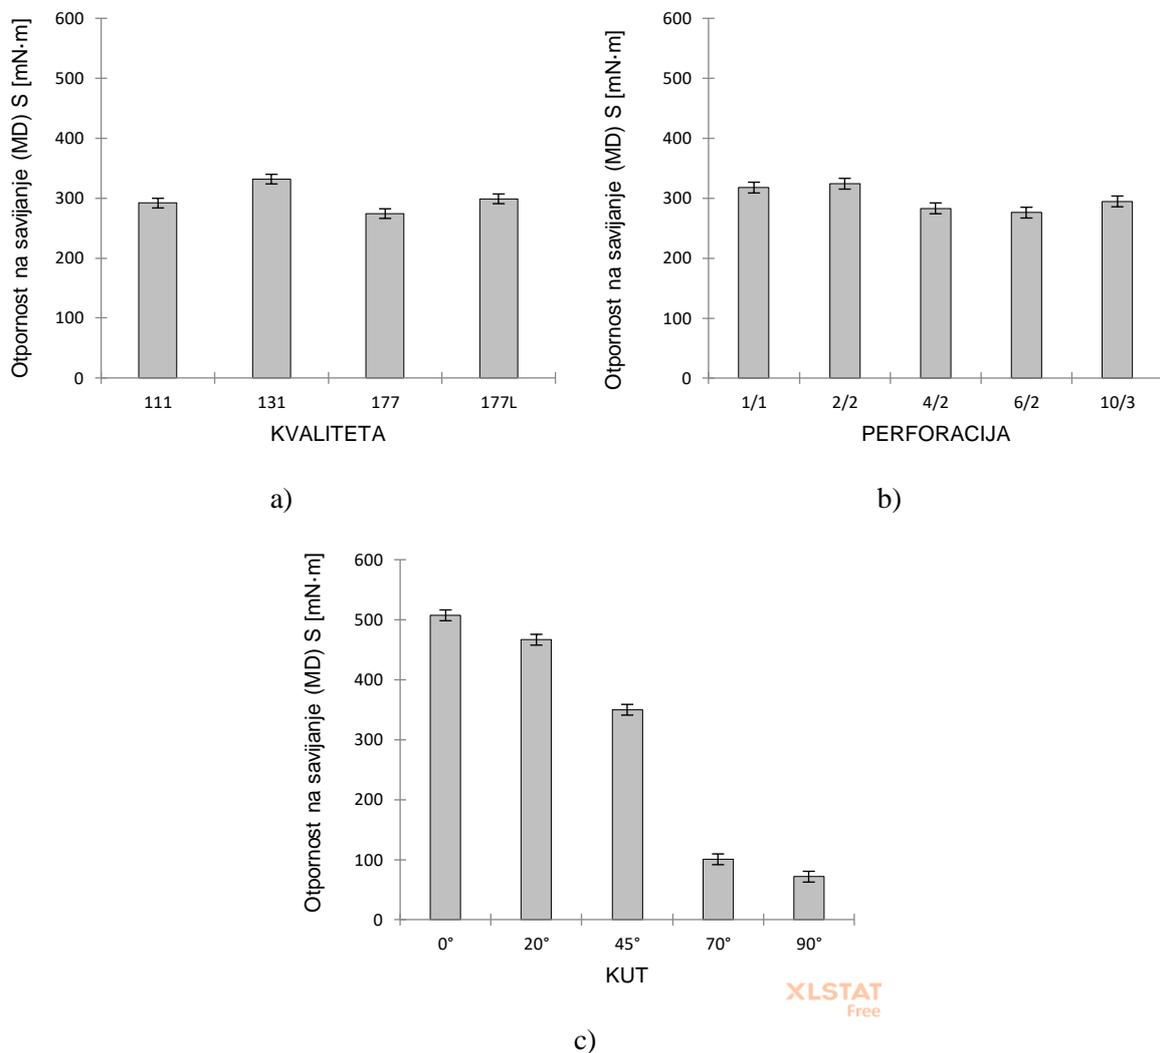 Otpornost na savijanje (MD) S [mN·m]
600
500
400
300
200
100
0
111 131 177 177L
KVALITETA
a)
Otpornost na savijanje (MD) S [mN·m]
600
500
400
300
200
100
0
1/1 2/2 4/2 6/2 10/3
PERFORACIJA
b)
Otpornost na savijanje (MD) S [mN·m]
600
500
400
300
200
100
0
0° 20° 45° 70° 90°
KUT
XLSTAT
Free
c)